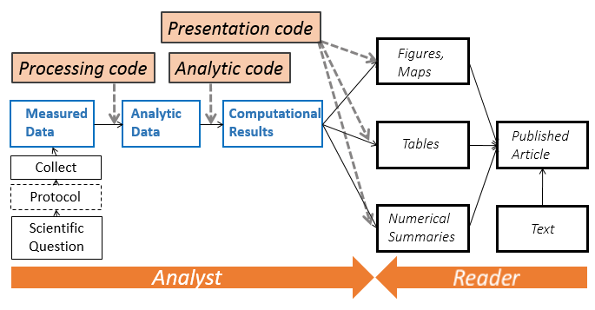 Presentation code
Processing code
Analytic code
Figures,
Maps
Measured
Data
Analytic
Data
Computational
Results
Tables
Published
Article
Collect
Protocol
Scientific
Question
Numerical
Summaries
Text
Analyst
Reader